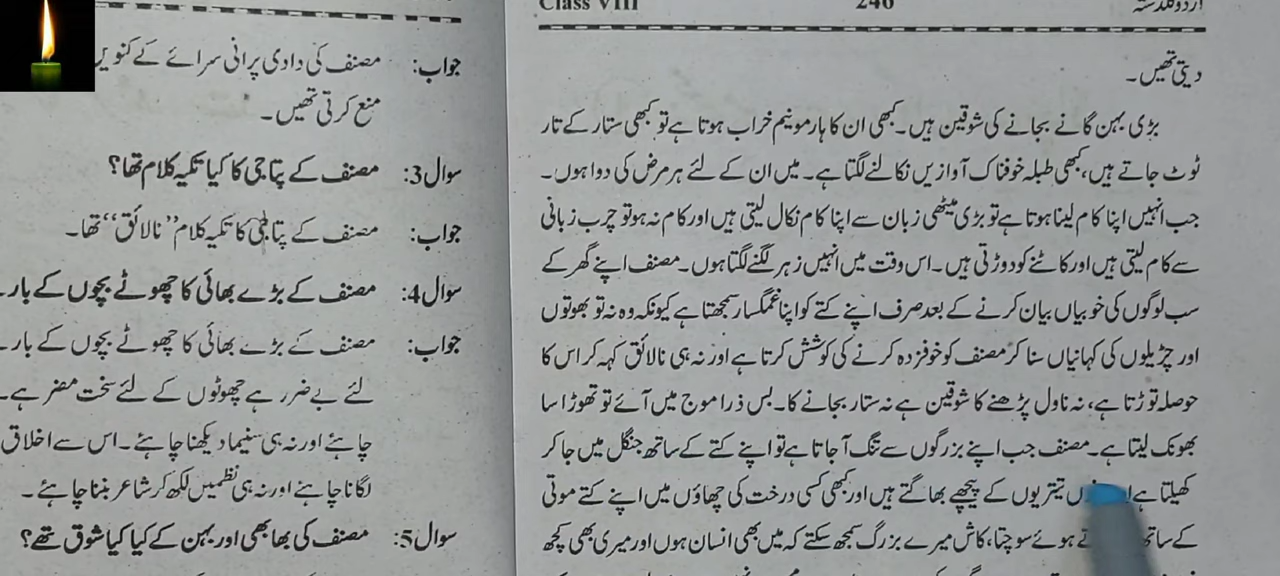 Class VIII 246 اردو گلدستہ
دیتی تھیں۔
بڑی بہن گانے بجانے کی شوقین ہیں۔ کبھی ان کا ہارمونیم خراب ہوتا ہے تو کبھی ستار کے تار
ٹوٹ جاتے ہیں، کبھی طبلہ خوفناک آوازیں نکالنے لگتا ہے۔ میں ان کے لئے ہر مرض کی دوا ہوں۔
جب انہیں اپنا کام لینا ہوتا ہے تو بڑی میٹھی زبان سے اپنا کام نکال لیتی ہیں اور کام نہ ہو تو چرب زبانی
سے کام لیتی ہیں اور کاٹنے کو دوڑتی ہیں۔ اس وقت میں انہیں زہر لگنے لگتا ہوں۔ مصنف اپنے گھر کے
سب لوگوں کی خوبیاں بیان کرنے کے بعد صرف اپنے کتے کو اپنا غمگسار سمجھتا ہے کیونکہ وہ نہ تو بھوتوں
اور چڑیلوں کی کہانیاں سنا کر مصنف کو خوفزدہ کرنے کی کوشش کرتا ہے اور نہ ہی نالائق کہہ کر اس کا
حوصلہ توڑتا ہے، نہ ناول پڑھنے کا شوقین ہے نہ ستار بجانے کا۔ بس ذرا موج میں آئے تو تھوڑا سا
بھونک لیتا ہے۔ مصنف جب اپنے بزرگوں سے تنگ آ جاتا ہے تو اپنے کتے کے ساتھ جنگل میں جا کر
کھیلتا ہے تیتریوں کے پیچھے بھاگتے ہیں اور کبھی کسی درخت کی چھاؤں میں اپنے کتے موتی
کے ہوئے سوچتا، کاش میرے بزرگ سمجھ سکتے کہ میں بھی انسان ہوں اور میری بھی کچھ
جواب: مصنف کی دادی پرانی سرائے کے کنویں
منع کرتی تھیں۔
سوال 3: مصنف کے پتاجی کا کیا تکیہ کلام تھا؟
جواب: مصنف کے پتاجی کا تکیہ کلام ”نالائق“ تھا۔
سوال 4: مصنف کے بڑے بھائی کا چھوٹے بچوں کے بار
جواب: مصنف کے بڑے بھائی کا چھوٹے بچوں کے بار
لئے بے ضرر ہے چھوٹوں کے لئے سخت مضر ہے۔
چاہئے اور نہ ہی سنیما دیکھنا چاہئے۔ اس سے اخلاق
لگانا چاہئے اور نہ ہی نظمیں لکھ کر شاعر بننا چاہئے۔
سوال 5: مصنف کی بھابھی اور بہن کے کیا کیا شوق تھے؟